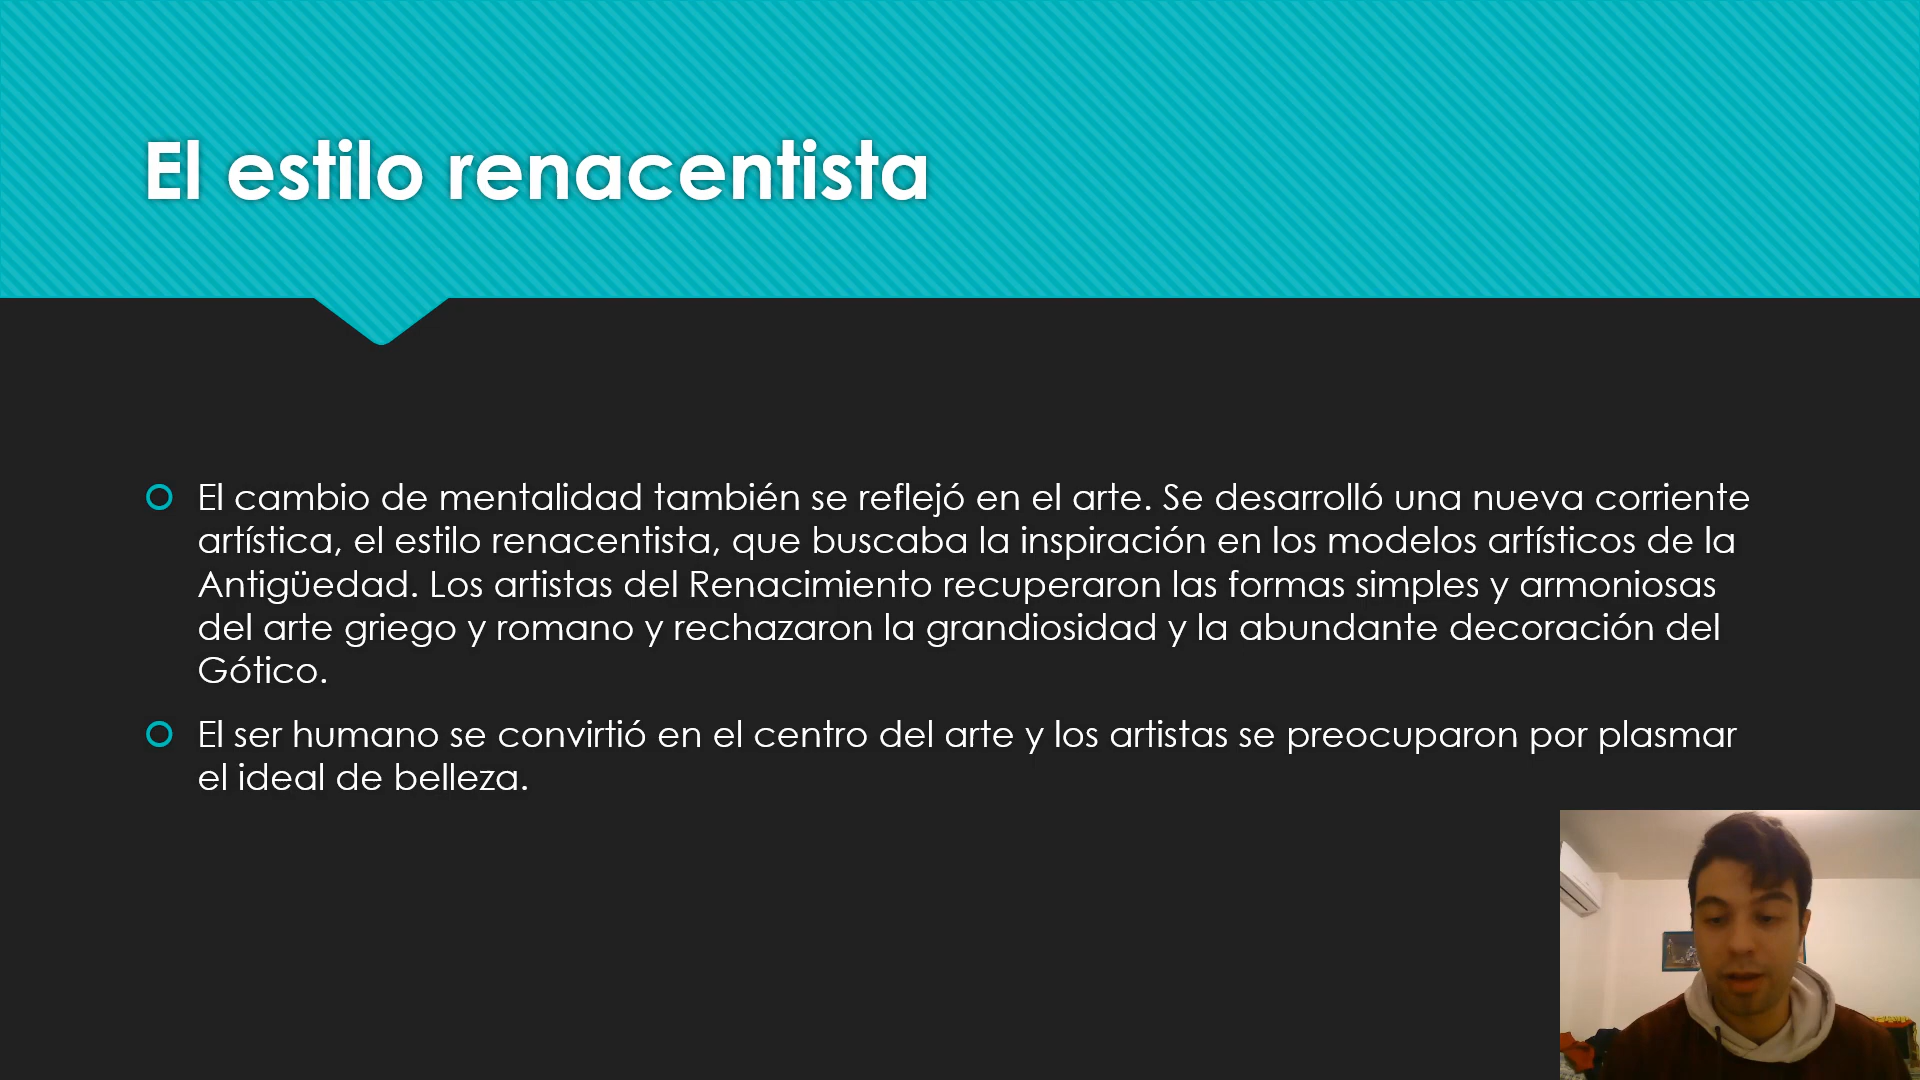 El estilo renacentista
El cambio de mentalidad también se reflejó en el arte. Se desarrolló una nueva corriente
artística, el estilo renacentista, que buscaba la inspiración en los modelos artísticos de la
Antigüedad. Los artistas del Renacimiento recuperaron las formas simples y armoniosas
del arte griego y romano y rechazaron la grandiosidad y la abundante decoración del
Gótico.
El ser humano se convirtió en el centro del arte y los artistas se preocuparon por plasmar
el ideal de belleza.